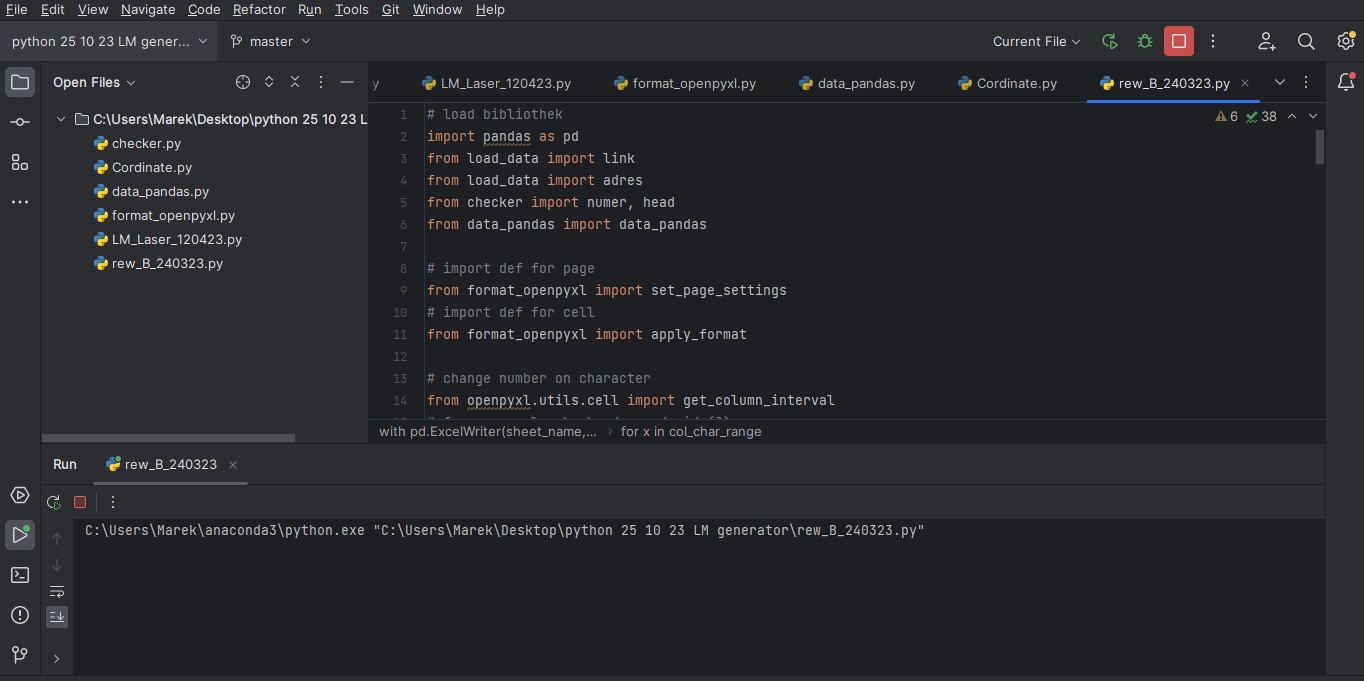 File Edit View Navigate Code Refactor Run Tools Git Window Help
python 25 10 23 LM gener... master Current File
Open Files
y LM_Laser_120423.py format_openpyxl.py data_pandas.py Cordinate.py rew_B_240323.py
C:\Users\Marek\Desktop\python 25 10 23 L
checker.py
Cordinate.py
data_pandas.py
format_openpyxl.py
LM_Laser_120423.py
rew_B_240323.py
6 38
1 # load bibliothek
2 import pandas as pd
3 from load_data import link
4 from load_data import adres
5 from checker import numer, head
6 from data_pandas import data_pandas
7
8 # import def for page
9 from format_openpyxl import set_page_settings
10 # import def for cell
11 from format_openpyxl import apply_format
12
13 # change number on character
14 from openpyxl.utils.cell import get_column_interval
with pd.ExcelWriter(sheet_name,... for x in col_char_range
Run rew_B_240323
C:\Users\Marek\anaconda3\python.exe "C:\Users\Marek\Desktop\python 25 10 23 LM generator\rew_B_240323.py"